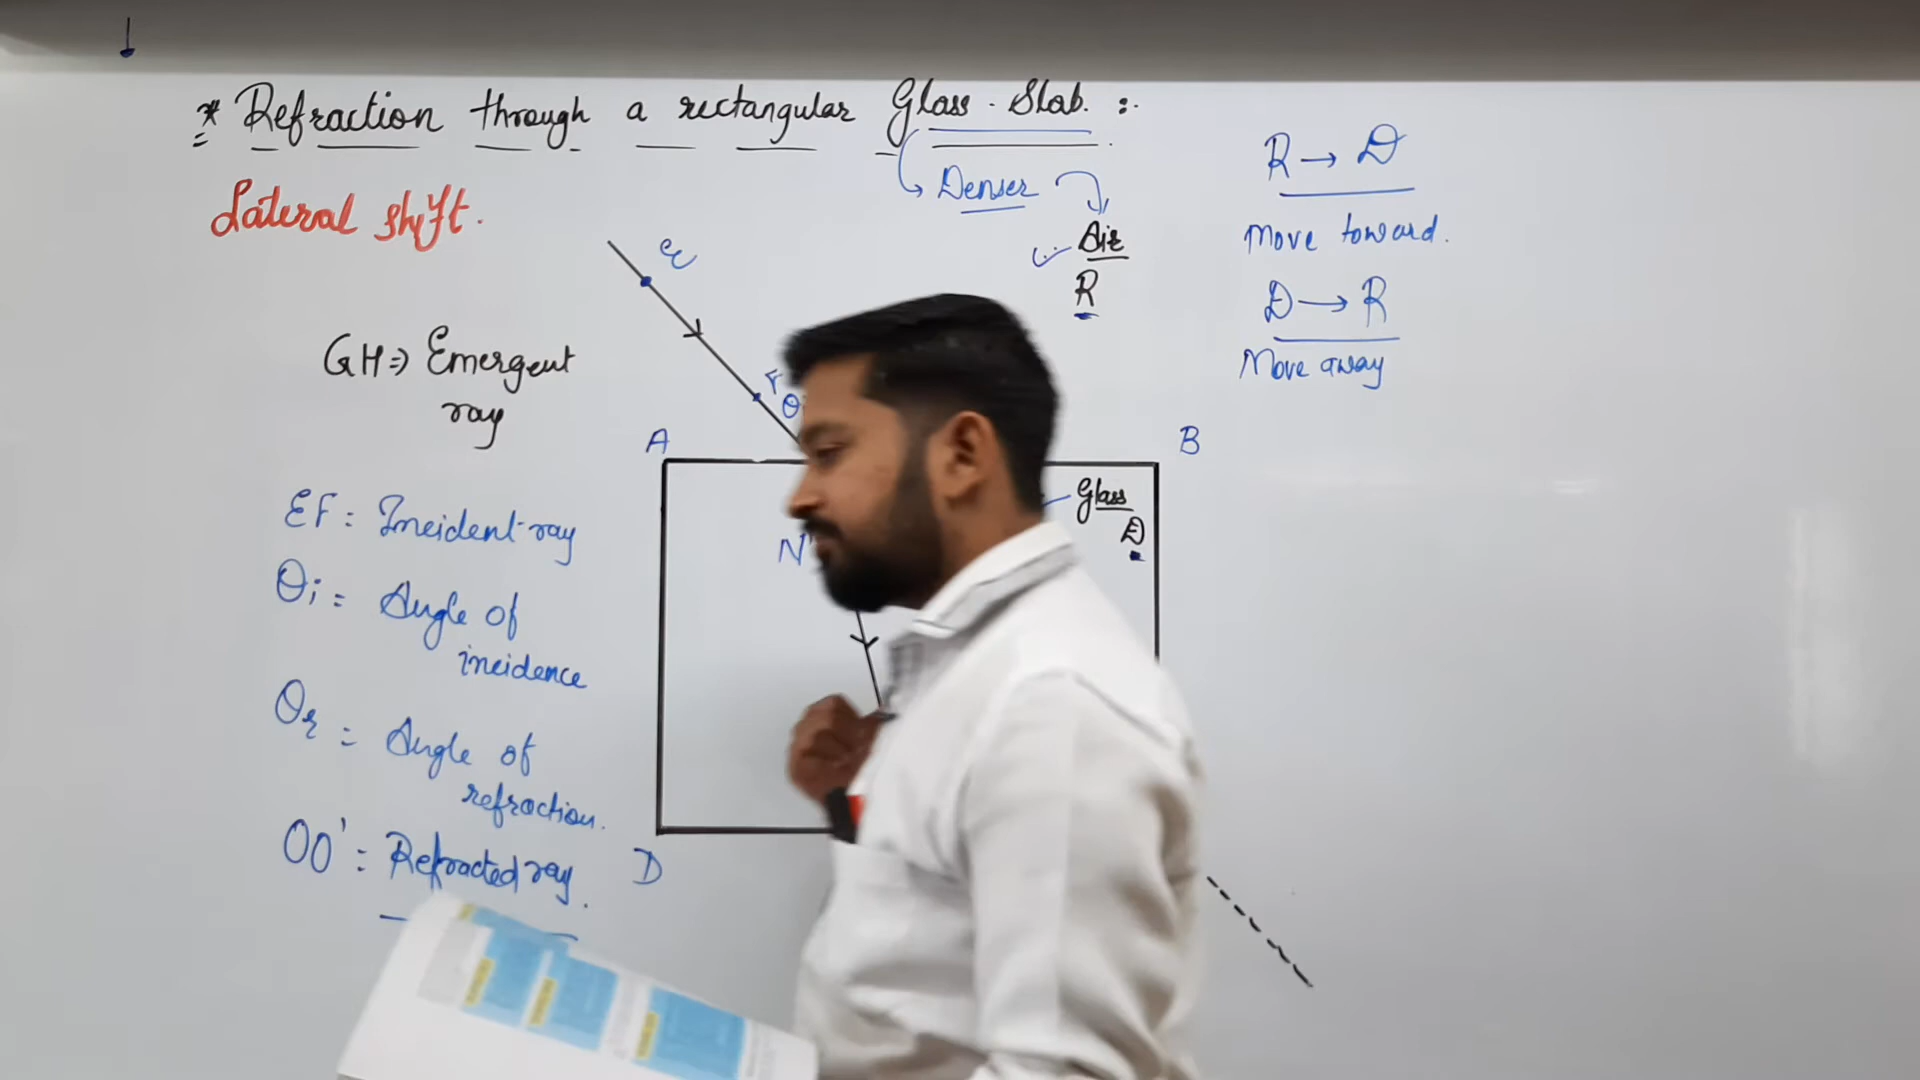 * Refraction through a rectangular Glass - Slab. :-
Lateral shift.
Denser
Air
R
R → D
Move toward.
D → R
Move away
E
F
θ
GH ⇒ Emergent
ray
A
B
Glass
D
N'
EF = Incident ray
θi = Angle of
incidence
θr = Angle of
refraction.
OO' = Refracted ray.
D